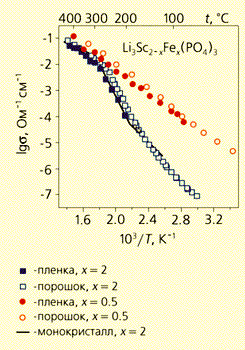 400 300 200 100 t, °C
Li3Sc2-xFex(PO4)3
-1
-2
-3
-4
-5
-6
-7
lgσ, Ом⁻¹ см⁻¹
1.6 2.0 2.4 2.8 3.2
10³/T, K⁻¹
-пленка, x = 2
-порошок, x = 2
-пленка, x = 0.5
-порошок, x = 0.5
-монокристалл, x = 2